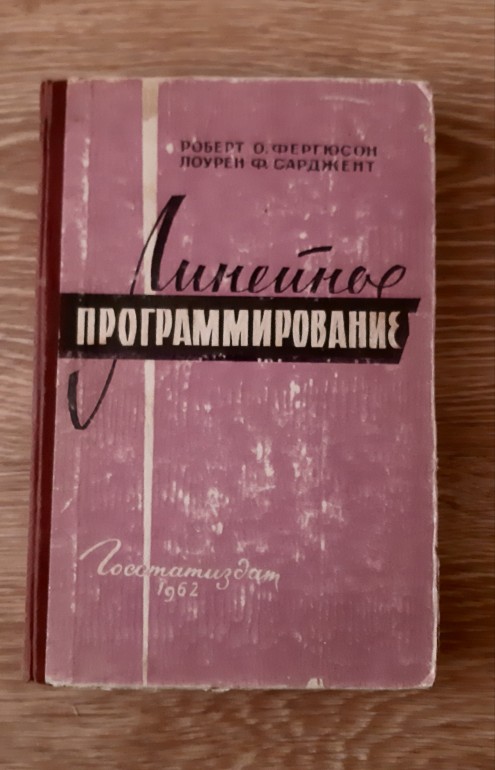 РОБЕРТ О. ФЕРГЮСОН
ЛОУРЕН Ф. САРДЖЕНТ
Линейное
ПРОГРАММИРОВАНИЕ
Госстатиздат
1962